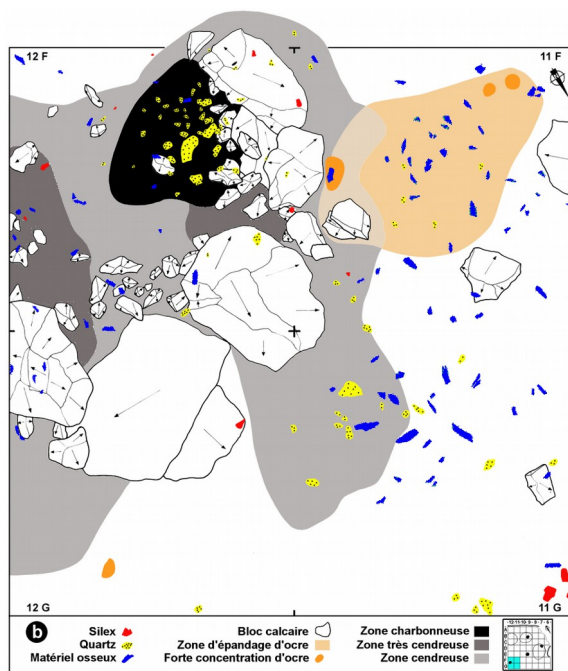 12 F 11 F
12 G 11 G
b
Silex Bloc calcaire Zone charbonneuse
Quartz Zone d'épandage d'ocre Zone très cendreuse
Matériel osseux Forte concentration d'ocre Zone cendreuse